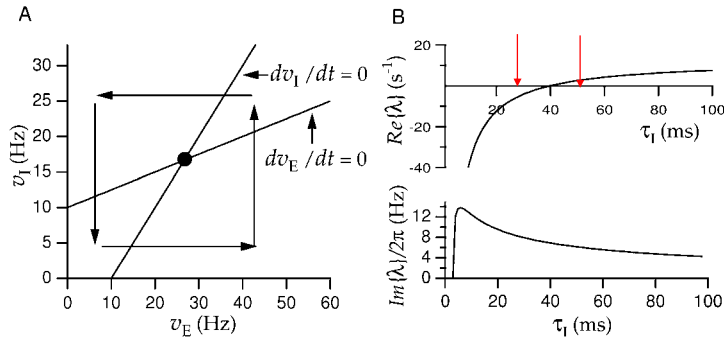 A
30
25
20
15
10
5
0
v_I (Hz)
dv_I /dt = 0
dv_E /dt = 0
0 10 20 30 40 50 60
v_E (Hz)
B
20
0
-20
-40
Re{λ} (s⁻¹)
20 40 60 80 100
τ_I (ms)
12
8
4
0
Im{λ}/2π (Hz)
0 20 40 60 80 100
τ_I (ms)